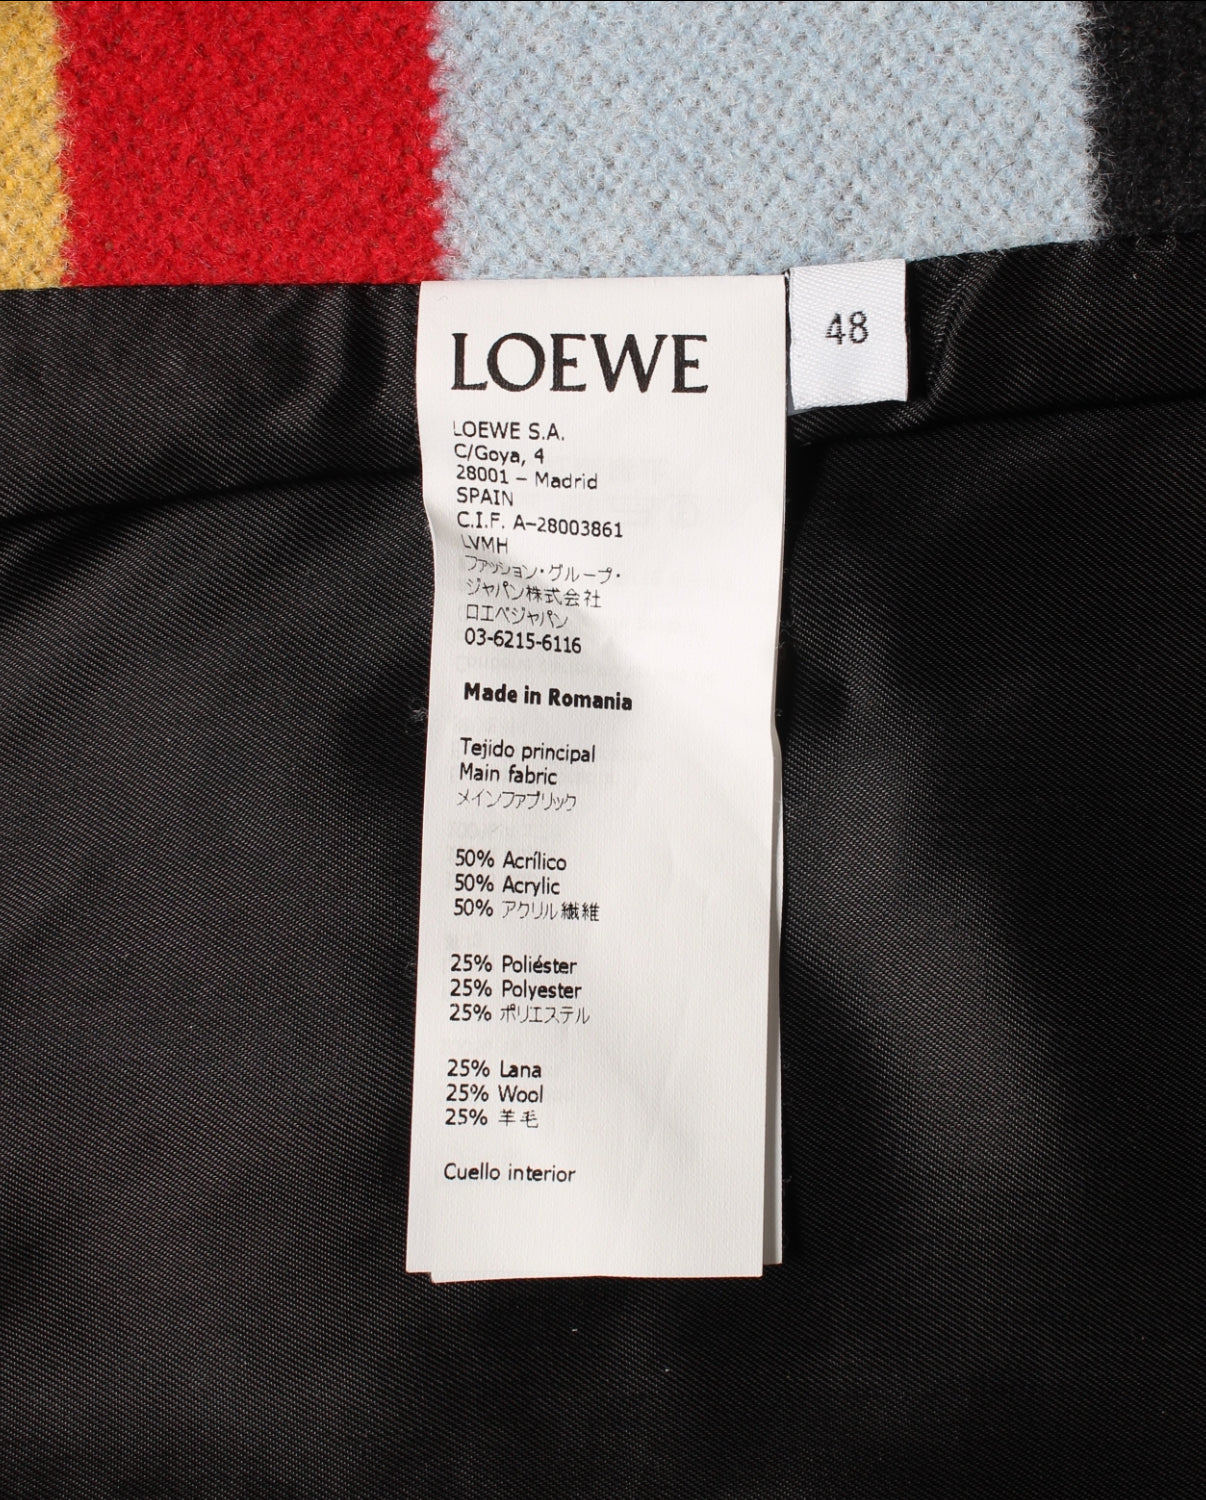 LOEWE
48
LOEWE S.A.
C/Goya, 4
28001 – Madrid
SPAIN
C.I.F. A–28003861
LVMH
ファッション・グループ・
ジャパン株式会社
ロエベジャパン
03-6215-6116
Made in Romania
Tejido principal
Main fabric
メインファブリック
50% Acrílico
50% Acrylic
50% アクリル繊維
25% Poliéster
25% Polyester
25% ポリエステル
25% Lana
25% Wool
25% 羊毛
Cuello interior